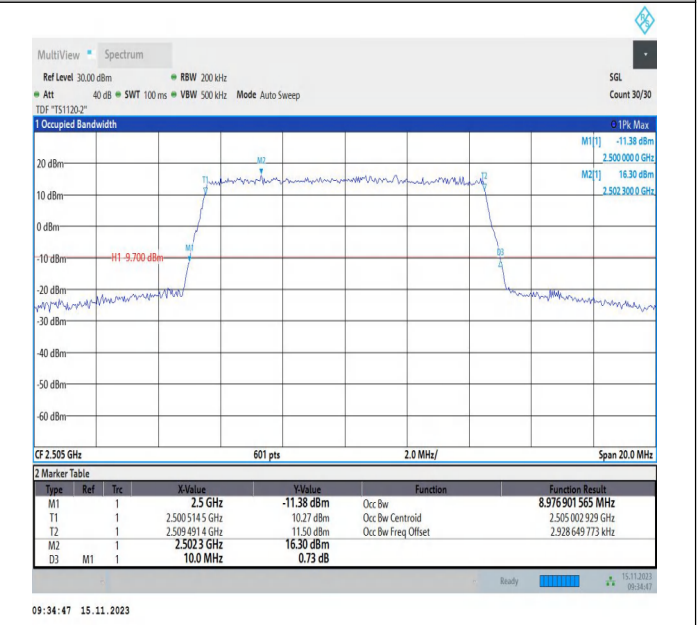 MultiView Spectrum
Ref Level 30.00 dBm RBW 200 kHz SGL
Att 40 dB SWT 100 ms VBW 500 kHz Mode Auto Sweep Count 30/30
TDF "TS1120-2"
1 Occupied Bandwidth 1Pk Max
M1[1] -11.38 dBm
2.500 000 0 GHz
M2[1] 16.30 dBm
2.502 300 0 GHz
20 dBm
M2
T1
T2
10 dBm
0 dBm
M1
D3
-10 dBm
H1 -9.700 dBm
-20 dBm
-30 dBm
-40 dBm
-50 dBm
-60 dBm
CF 2.505 GHz 601 pts 2.0 MHz/ Span 20.0 MHz
2 Marker Table
Type Ref Trc X-Value Y-Value Function Function Result
M1 1 2.5 GHz -11.38 dBm Occ Bw 8.976 901 565 MHz
T1 1 2.500 514 5 GHz 10.27 dBm Occ Bw Centroid 2.505 002 929 GHz
T2 1 2.509 491 4 GHz 11.50 dBm Occ Bw Freq Offset 2.928 649 773 kHz
M2 1 2.502 3 GHz 16.30 dBm
D3 M1 1 10.0 MHz 0.73 dB
Ready 15.11.2023
09:34:47
09:34:47 15.11.2023